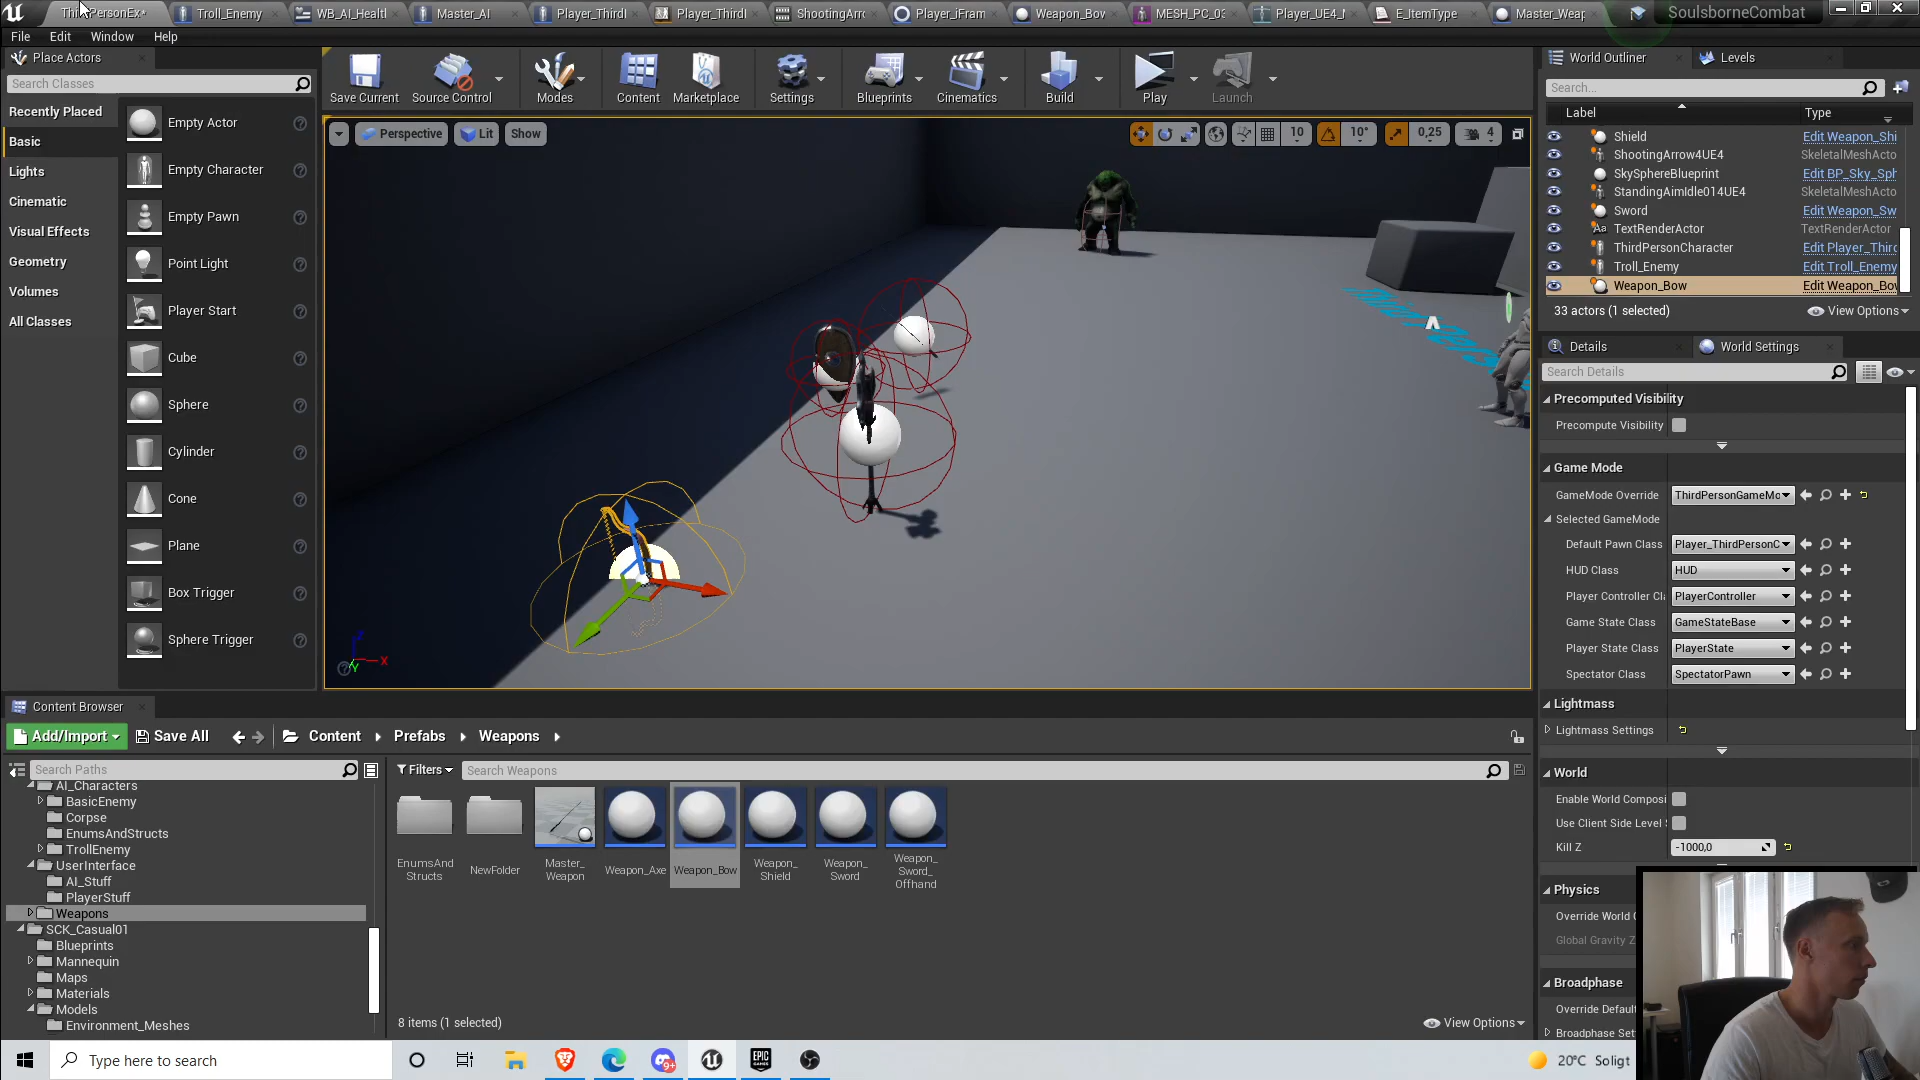 ThirdPersonEx*
Troll_Enemy
WB_AI_Healtl
Master_AI
Player_Thirdl
Player_Thirdl
ShootingArro
Player_iFram
Weapon_Bow
MESH_PC_03
Player_UE4_
E_ItemType
Master_Weap
SoulsborneCombat
File
Edit
Window
Help
Place Actors
Search Classes
Recently Placed
Basic
Lights
Cinematic
Visual Effects
Geometry
Volumes
All Classes
Empty Actor
Empty Character
Empty Pawn
Point Light
Player Start
Cube
Sphere
Cylinder
Cone
Plane
Box Trigger
Sphere Trigger
Save Current
Source Control
Modes
Content
Marketplace
Settings
Blueprints
Cinematics
Build
Play
Launch
Perspective
Lit
Show
10
10°
0,25
4
X
Y
World Outliner
Levels
Search...
Label
Type
Shield Edit Weapon_Shi
ShootingArrow4UE4 SkeletalMeshActo
SkySphereBlueprint Edit BP_Sky_Sph
StandingAimIdle014UE4 SkeletalMeshActo
Sword Edit Weapon_Sw
TextRenderActor TextRenderActor
ThirdPersonCharacter Edit Player_Thirc
Troll_Enemy Edit Troll_Enemy
Weapon_Bow Edit Weapon_Bow
33 actors (1 selected)
View Options
Details
World Settings
Search Details
Precomputed Visibility
Precompute Visibility
Game Mode
GameMode Override ThirdPersonGameMo
Selected GameMode
Default Pawn Class Player_ThirdPersonC
HUD Class HUD
Player Controller Cla PlayerController
Game State Class GameStateBase
Player State Class PlayerState
Spectator Class SpectatorPawn
Lightmass
Lightmass Settings
World
Enable World Composi
Use Client Side Level S
Kill Z -1000,0
Physics
Override World G
Global Gravity Z
Broadphase
Override Default
Broadphase Set
Content Browser
Add/Import
Save All
Content
Prefabs
Weapons
Search Paths
Filters
Search Weapons
AI_Characters
BasicEnemy
Corpse
EnumsAndStructs
TrollEnemy
UserInterface
AI_Stuff
PlayerStuff
Weapons
SCK_Casual01
Blueprints
Mannequin
Maps
Materials
Models
Environment_Meshes
EnumsAnd
Structs
NewFolder
Master_
Weapon
Weapon_Axe
Weapon_Bow
Weapon_
Shield
Weapon_
Sword
Weapon_
Sword_
Offhand
8 items (1 selected)
View Options
Type here to search
9+
EPIC
GAMES
20°C Soligt